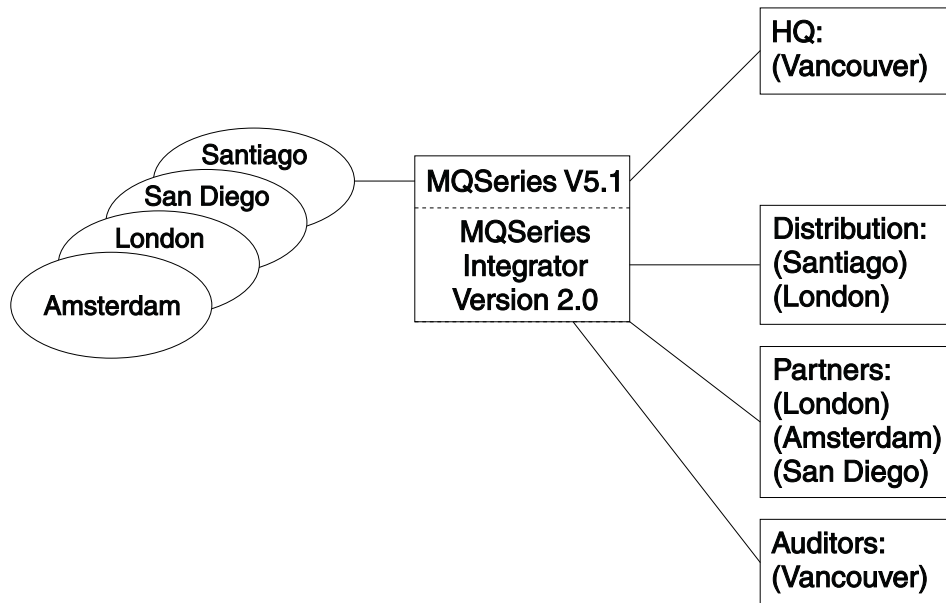 Santiago
San Diego
London
Amsterdam
MQSeries V5.1
MQSeries
Integrator
Version 2.0
HQ:
(Vancouver)
Distribution:
(Santiago)
(London)
Partners:
(London)
(Amsterdam)
(San Diego)
Auditors:
(Vancouver)